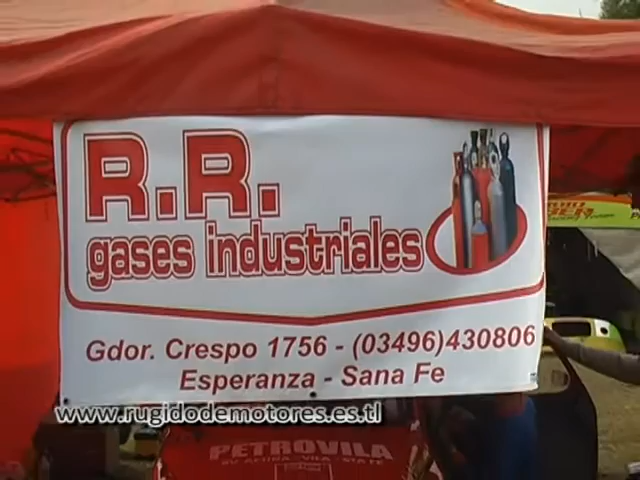 R.R.
gases industriales
Gdor. Crespo 1756 - (03496)430806
Esperanza - Sana Fe
www.rugidodemotores.es.tl
PETROVILA